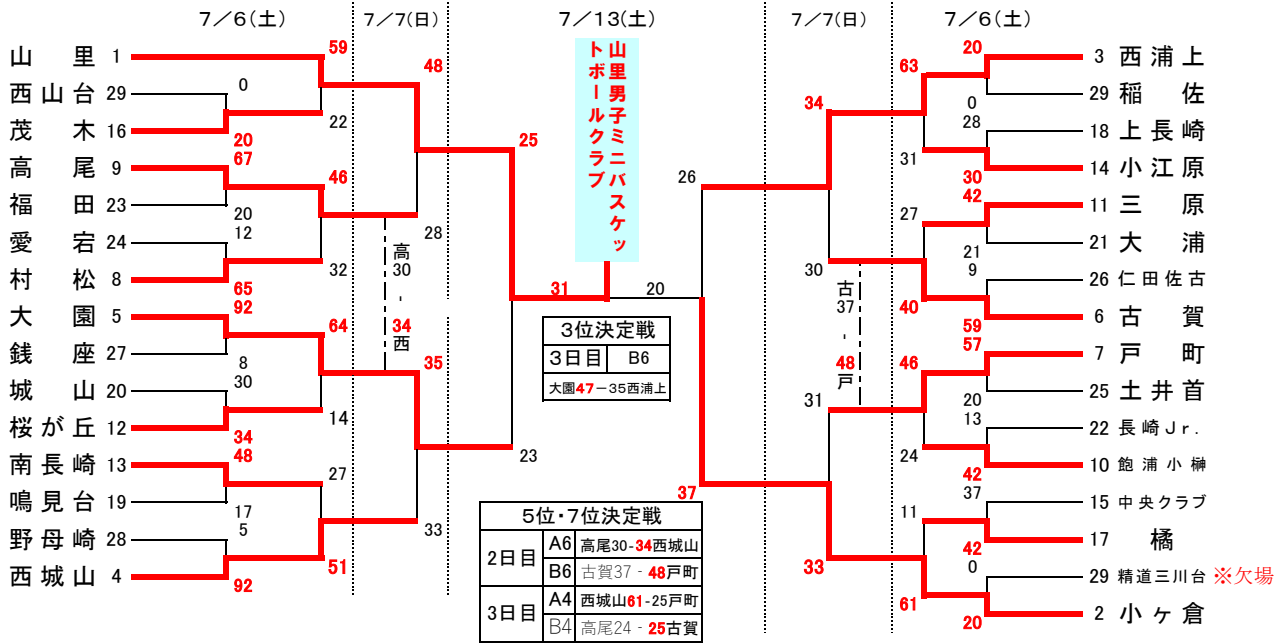 7／6(土)
7／7(日)
7／13(土)
7／7(日)
7／6(土)
山里 1
西山台 29
茂木 16
高尾 9
福田 23
愛宕 24
村松 8
大園 5
銭座 27
城山 20
桜が丘 12
南長崎 13
鳴見台 19
野母崎 28
西城山 4
0
20
67
20
12
65
92
8
30
34
48
17
5
92
59
22
46
32
64
14
27
51
48
28
35
33
高30-34西
25
23
31
20
山里男子ミニバスケッ
トボールクラブ
3位決定戦
3日目 B6
大園47－35西浦上
5位・7位決定戦
2日目 A6 高尾30-34西城山
B6 古賀37 - 48戸町
3日目 A4 西城山61-25戸町
B4 高尾24 - 25古賀
26
37
34
30
31
33
古37-48戸
63
31
27
40
46
24
11
61
20
0
28
30
42
21
9
59
57
20
13
42
37
42
0
20
3 西浦上
29 稲佐
18 上長崎
14 小江原
11 三原
21 大浦
26 仁田佐古
6 古賀
7 戸町
25 土井首
22 長崎Jr.
10 飽浦小榊
15 中央クラブ
17 橘
29 精道三川台 ※欠場
2 小ヶ倉